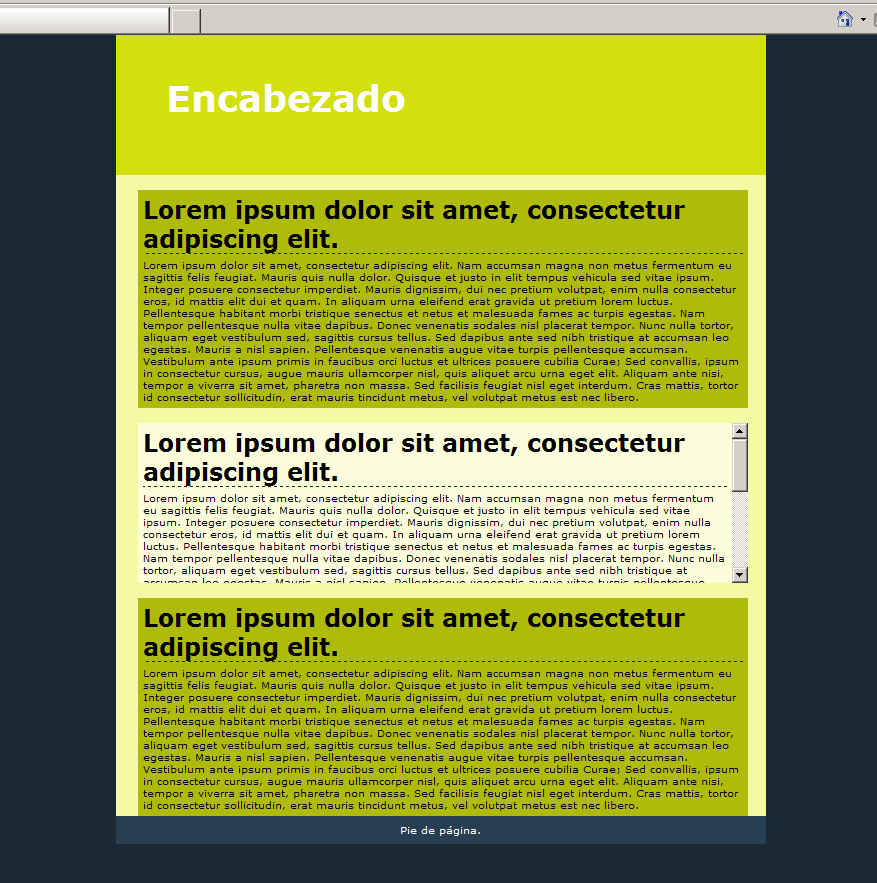 Encabezado
Lorem ipsum dolor sit amet, consectetur
adipiscing elit.
Lorem ipsum dolor sit amet, consectetur adipiscing elit. Nam accumsan magna non metus fermentum eu
sagittis felis feugiat. Mauris quis nulla dolor. Quisque et justo in elit tempus vehicula sed vitae ipsum.
Integer posuere consectetur imperdiet. Mauris dignissim, dui nec pretium volutpat, enim nulla consectetur
eros, id mattis elit dui et quam. In aliquam urna eleifend erat gravida ut pretium lorem luctus.
Pellentesque habitant morbi tristique senectus et netus et malesuada fames ac turpis egestas. Nam
tempor pellentesque nulla vitae dapibus. Donec venenatis sodales nisl placerat tempor. Nunc nulla tortor,
aliquam eget vestibulum sed, sagittis cursus tellus. Sed dapibus ante sed nibh tristique at accumsan leo
egestas. Mauris a nisl sapien. Pellentesque venenatis augue vitae turpis pellentesque accumsan.
Vestibulum ante ipsum primis in faucibus orci luctus et ultrices posuere cubilia Curae; Sed convallis, ipsum
in consectetur cursus, augue mauris ullamcorper nisl, quis aliquet arcu urna eget elit. Aliquam ante nisi,
tempor a viverra sit amet, pharetra non massa. Sed facilisis feugiat nisl eget interdum. Cras mattis, tortor
id consectetur sollicitudin, erat mauris tincidunt metus, vel volutpat metus est nec libero.
Lorem ipsum dolor sit amet, consectetur
adipiscing elit.
Lorem ipsum dolor sit amet, consectetur adipiscing elit. Nam accumsan magna non metus fermentum
eu sagittis felis feugiat. Mauris quis nulla dolor. Quisque et justo in elit tempus vehicula sed vitae
ipsum. Integer posuere consectetur imperdiet. Mauris dignissim, dui nec pretium volutpat, enim nulla
consectetur eros, id mattis elit dui et quam. In aliquam urna eleifend erat gravida ut pretium lorem
luctus. Pellentesque habitant morbi tristique senectus et netus et malesuada fames ac turpis egestas.
Nam tempor pellentesque nulla vitae dapibus. Donec venenatis sodales nisl placerat tempor. Nunc nulla
tortor, aliquam eget vestibulum sed, sagittis cursus tellus. Sed dapibus ante sed nibh tristique at
accumsan leo egestas. Mauris a nisl sapien. Pellentesque venenatis augue vitae turpis pellentesque
Lorem ipsum dolor sit amet, consectetur
adipiscing elit.
Lorem ipsum dolor sit amet, consectetur adipiscing elit. Nam accumsan magna non metus fermentum eu
sagittis felis feugiat. Mauris quis nulla dolor. Quisque et justo in elit tempus vehicula sed vitae ipsum.
Integer posuere consectetur imperdiet. Mauris dignissim, dui nec pretium volutpat, enim nulla consectetur
eros, id mattis elit dui et quam. In aliquam urna eleifend erat gravida ut pretium lorem luctus.
Pellentesque habitant morbi tristique senectus et netus et malesuada fames ac turpis egestas. Nam
tempor pellentesque nulla vitae dapibus. Donec venenatis sodales nisl placerat tempor. Nunc nulla tortor,
aliquam eget vestibulum sed, sagittis cursus tellus. Sed dapibus ante sed nibh tristique at accumsan leo
egestas. Mauris a nisl sapien. Pellentesque venenatis augue vitae turpis pellentesque accumsan.
Vestibulum ante ipsum primis in faucibus orci luctus et ultrices posuere cubilia Curae; Sed convallis, ipsum
in consectetur cursus, augue mauris ullamcorper nisl, quis aliquet arcu urna eget elit. Aliquam ante nisi,
tempor a viverra sit amet, pharetra non massa. Sed facilisis feugiat nisl eget interdum. Cras mattis, tortor
id consectetur sollicitudin, erat mauris tincidunt metus, vel volutpat metus est nec libero.
Pie de página.